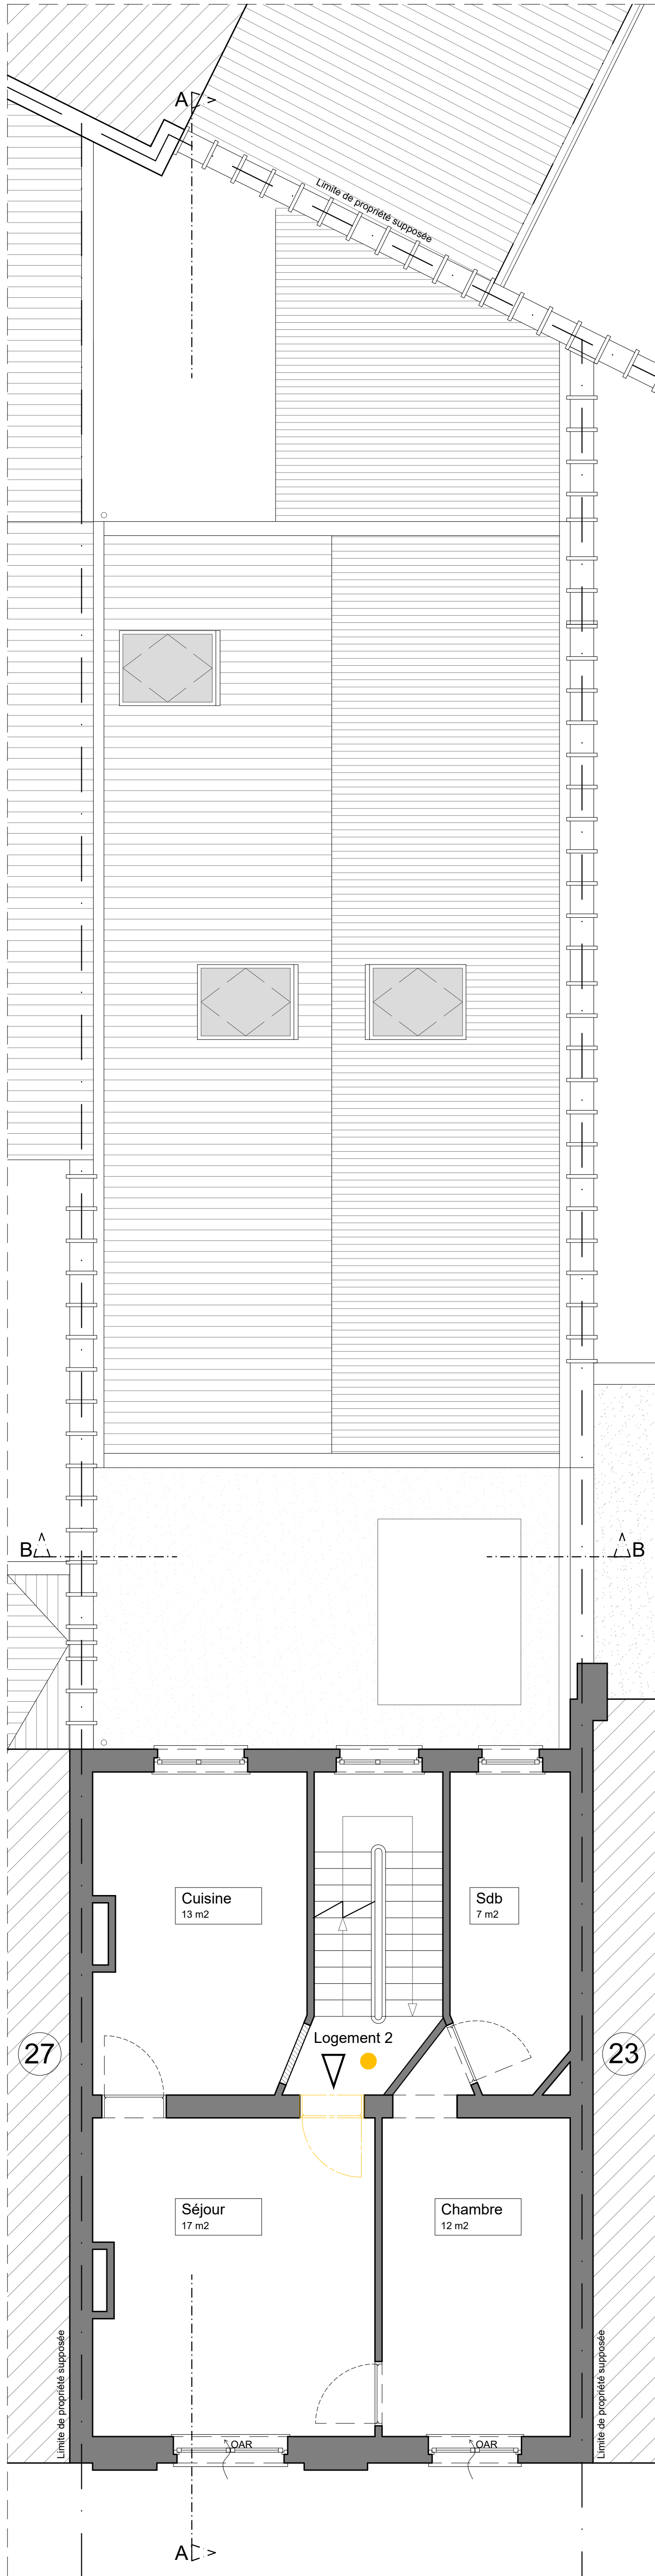 A
Limite de propriété supposée
B
B
Cuisine
13 m2
Sdb
7 m2
Logement 2
27
23
Séjour
17 m2
Chambre
12 m2
Limite de propriété supposée
Limite de propriété supposée
OAR
OAR
A